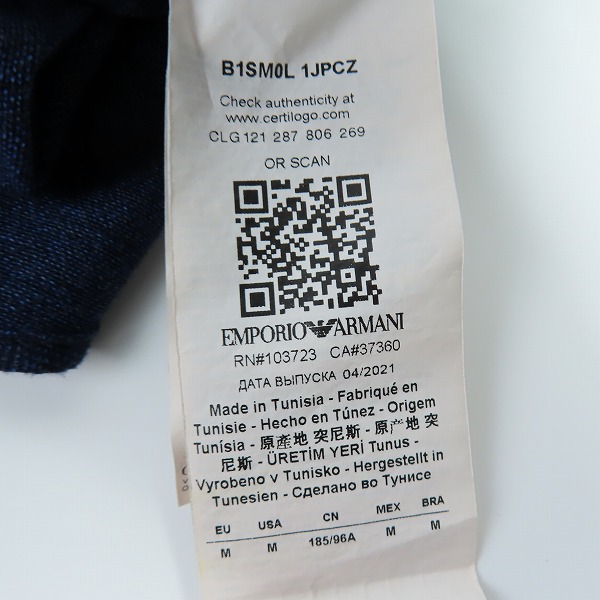 B1SM0L 1JPCZ
Check authenticity at
www.certilogo.com
CLG 121 287 806 269
OR SCAN
EMPORIO ARMANI
RN#103723 CA#37360
ДАТА ВЫПУСКА 04/2021
Made in Tunisia - Fabriqué en
Tunisie - Hecho en Túnez - Origem
Tunísia - 原產地 突尼斯 - 原产地 突
尼斯 - ÜRETİM YERİ Tunus -
Vyrobeno v Tunisko - Hergestellt in
Tunesien - Сделано во Тунисе
EU USA CN MEX BRA
M M 185/96A M M